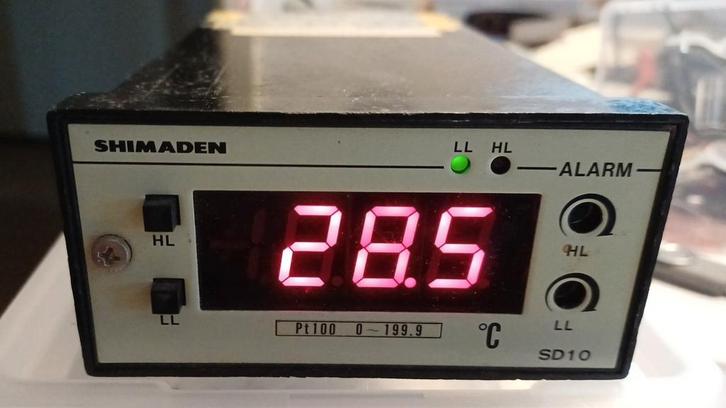 SHIMADEN
LL HL
ALARM
HL
28.5
HL
LL
LL
Pt100 0~199.9
°C
SD10